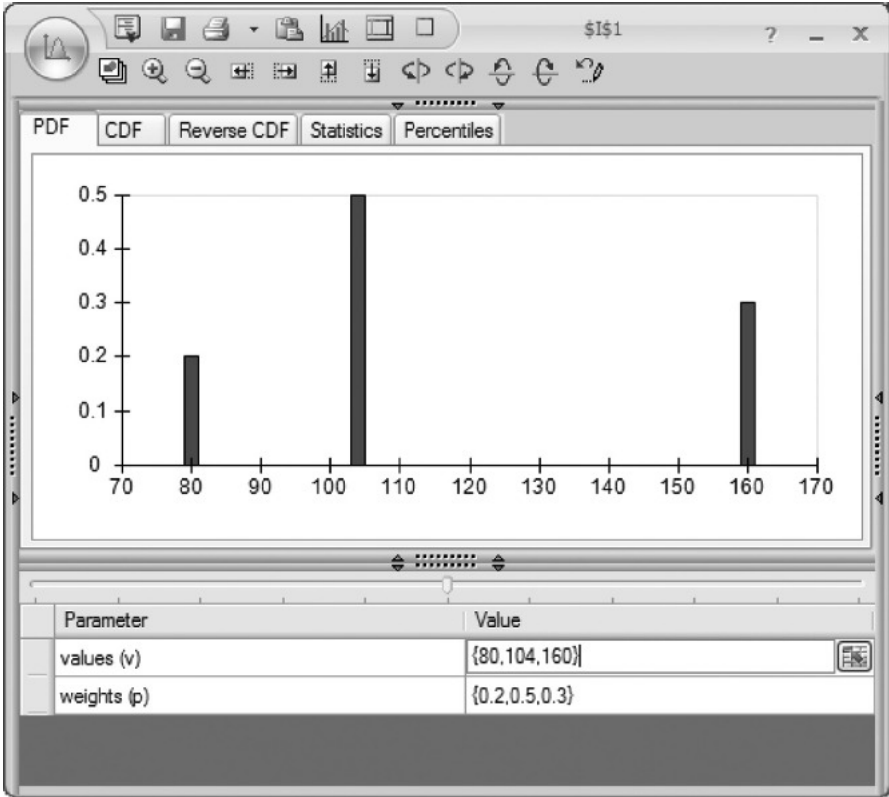 $I$1
?
PDF CDF Reverse CDF Statistics Percentiles
0.5
0.4
0.3
0.2
0.1
0
70 80 90 100 110 120 130 140 150 160 170
Parameter Value
values (v) {80,104,160}
weights (p) {0.2,0.5,0.3}